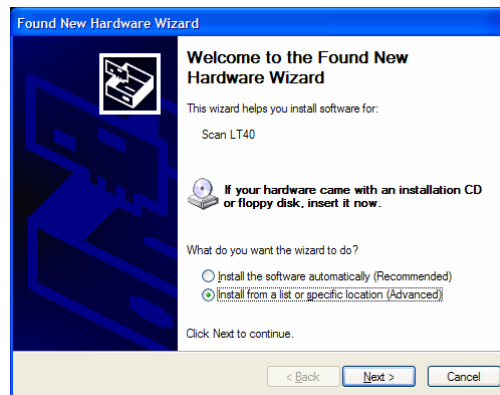 Found New Hardware Wizard
Welcome to the Found New
Hardware Wizard
This wizard helps you install software for:
Scan LT40
If your hardware came with an installation CD
or floppy disk, insert it now.
What do you want the wizard to do?
Install the software automatically (Recommended)
Install from a list or specific location (Advanced)
Click Next to continue.
< Back Next > Cancel